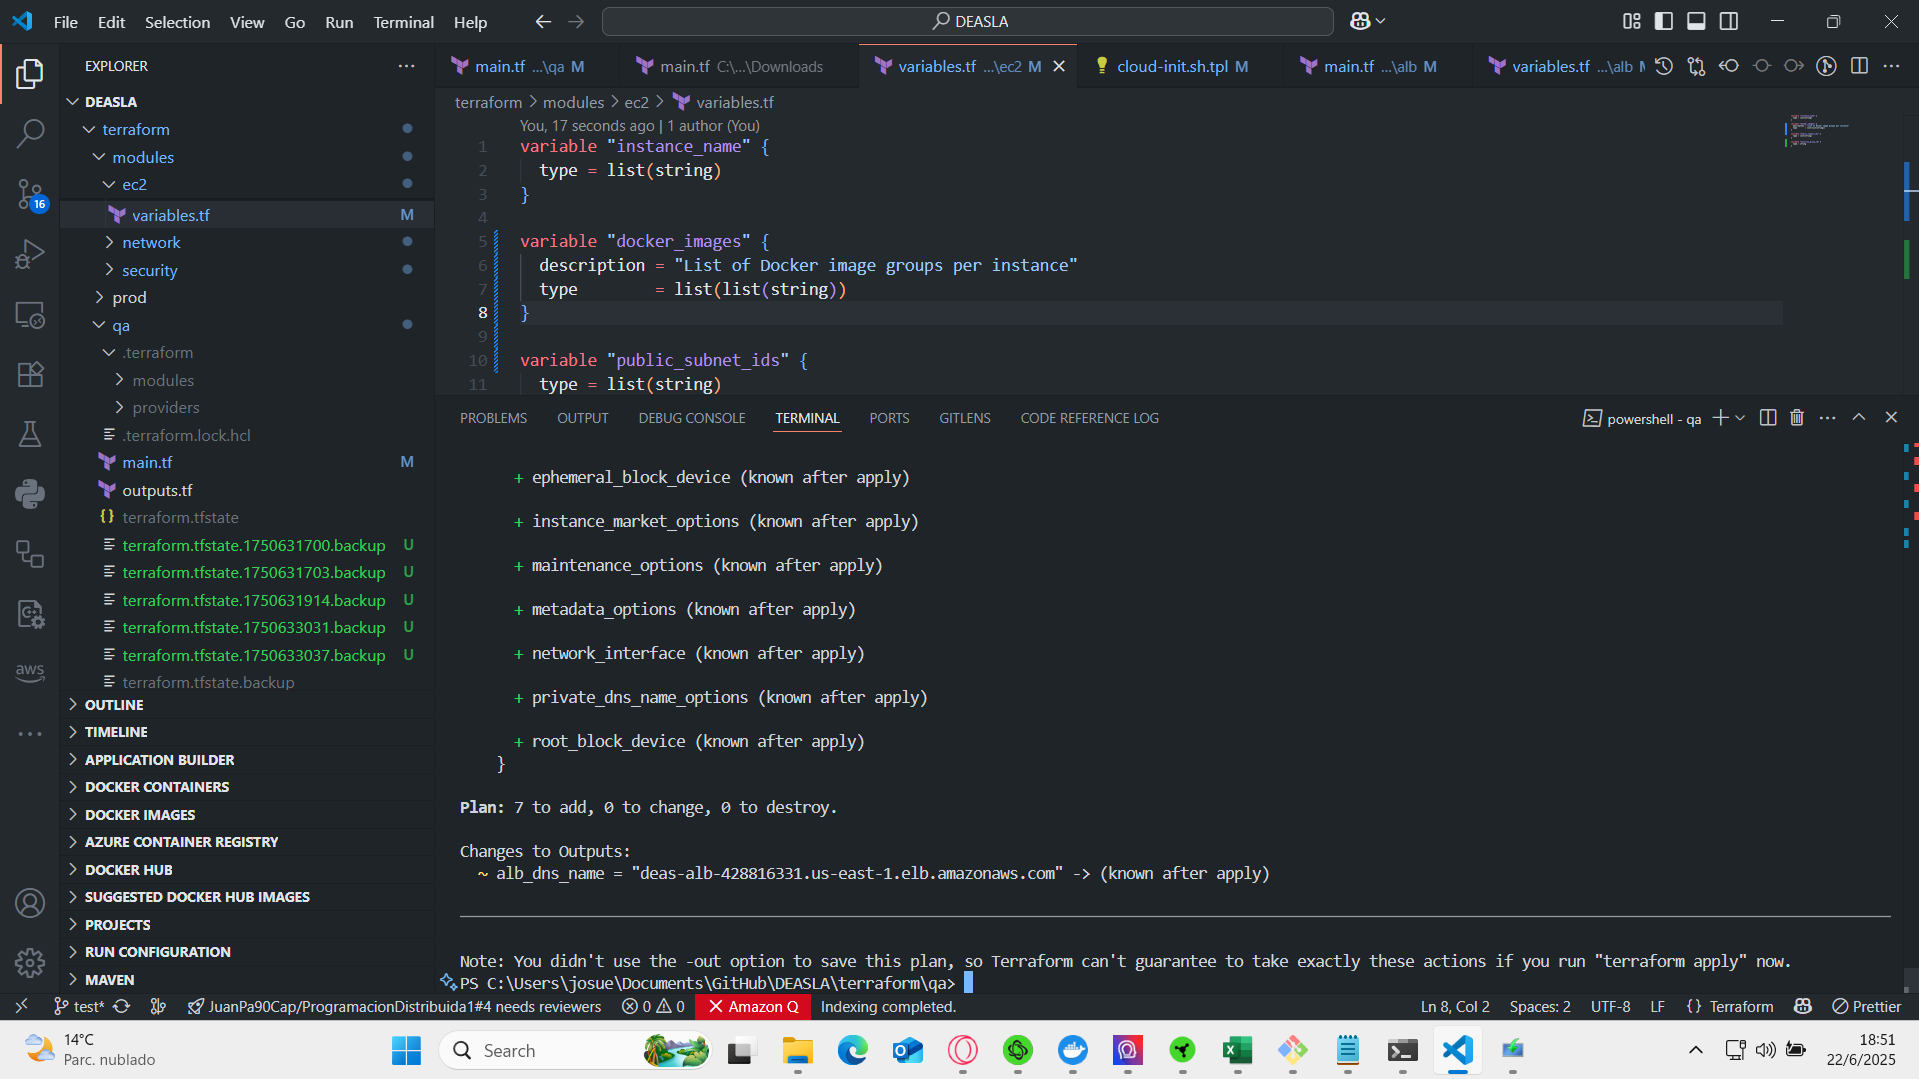 File Edit Selection View Go Run Terminal Help
DEASLA
EXPLORER
DEASLA
terraform
modules
ec2
variables.tf M
network
security
prod
qa
.terraform
modules
providers
.terraform.lock.hcl
main.tf M
outputs.tf
terraform.tfstate
terraform.tfstate.1750631700.backup U
terraform.tfstate.1750631703.backup U
terraform.tfstate.1750631914.backup U
terraform.tfstate.1750633031.backup U
terraform.tfstate.1750633037.backup U
terraform.tfstate.backup
OUTLINE
TIMELINE
APPLICATION BUILDER
DOCKER CONTAINERS
DOCKER IMAGES
AZURE CONTAINER REGISTRY
DOCKER HUB
SUGGESTED DOCKER HUB IMAGES
PROJECTS
RUN CONFIGURATION
MAVEN
16
aws
main.tf ...\qa M
main.tf C:\...\Downloads
variables.tf ...\ec2 M
cloud-init.sh.tpl M
main.tf ...\alb M
variables.tf ...\alb
terraform > modules > ec2 > variables.tf
You, 17 seconds ago | 1 author (You)
1 variable "instance_name" {
2 type = list(string)
3 }
4
5 variable "docker_images" {
6 description = "List of Docker image groups per instance"
7 type = list(list(string))
8 }
9
10 variable "public_subnet_ids" {
11 type = list(string)
PROBLEMS OUTPUT DEBUG CONSOLE TERMINAL PORTS GITLENS CODE REFERENCE LOG
powershell - qa
+ ephemeral_block_device (known after apply)
+ instance_market_options (known after apply)
+ maintenance_options (known after apply)
+ metadata_options (known after apply)
+ network_interface (known after apply)
+ private_dns_name_options (known after apply)
+ root_block_device (known after apply)
}
Plan: 7 to add, 0 to change, 0 to destroy.
Changes to Outputs:
~ alb_dns_name = "deas-alb-428816331.us-east-1.elb.amazonaws.com" -> (known after apply)
Note: You didn't use the -out option to save this plan, so Terraform can't guarantee to take exactly these actions if you run "terraform apply" now.
PS C:\Users\josue\Documents\GitHub\DEASLA\terraform\qa>
test* JuanPa90Cap/ProgramacionDistribuida1#4 needs reviewers 0 0 Amazon Q Indexing completed. Ln 8, Col 2 Spaces: 2 UTF-8 LF {} Terraform Prettier
14°C
Parc. nublado
Search
18:51
22/6/2025